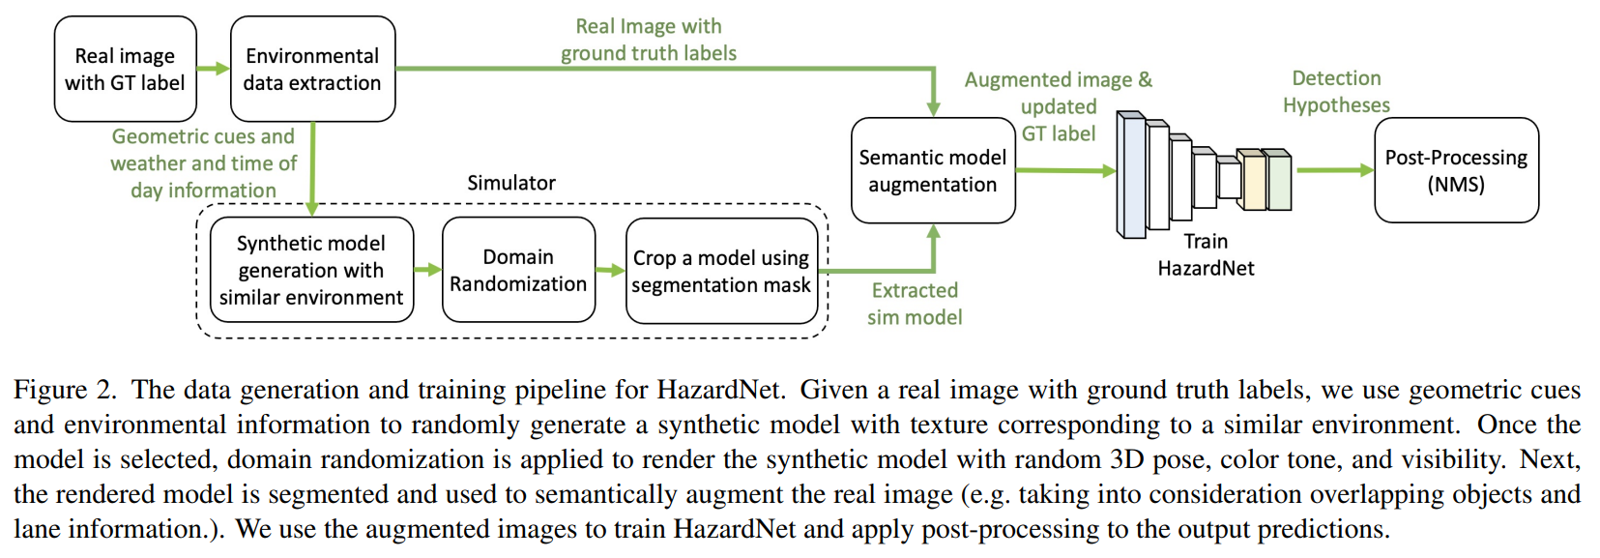 Real image
with GT label
Environmental
data extraction
Real Image with
ground truth labels
Geometric cues and
weather and time of
day information
Simulator
Synthetic model
generation with
similar environment
Domain
Randomization
Crop a model using
segmentation mask
Extracted
sim model
Semantic model
augmentation
Augmented image &
updated
GT label
Train
HazardNet
Detection
Hypotheses
Post-Processing
(NMS)
Figure 2. The data generation and training pipeline for HazardNet. Given a real image with ground truth labels, we use geometric cues
and environmental information to randomly generate a synthetic model with texture corresponding to a similar environment. Once the
model is selected, domain randomization is applied to render the synthetic model with random 3D pose, color tone, and visibility. Next,
the rendered model is segmented and used to semantically augment the real image (e.g. taking into consideration overlapping objects and
lane information.). We use the augmented images to train HazardNet and apply post-processing to the output predictions.